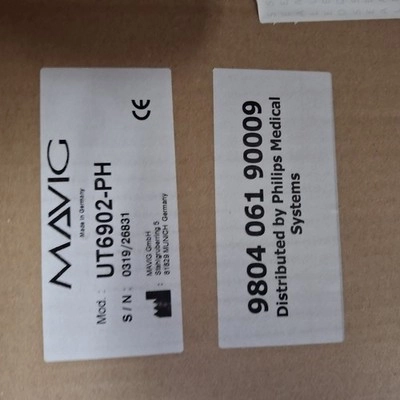 MAVIG
Made in Germany
Mod.: UT6902-PH
S / N : 0319/26831
MAVIG GmbH
Stahlgruberring 5
81829 MUNICH Germany
CE
9804 061 90009
Distributed by Philips Medical
Systems